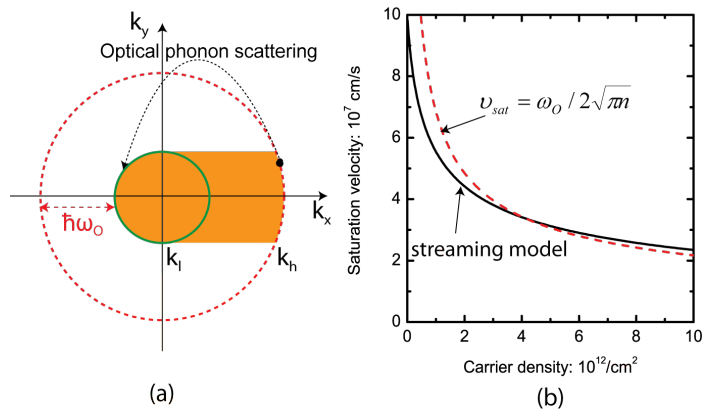 k_y
Optical phonon scattering
k_x
ħω_O
k_l
k_h
(a)
Saturation velocity: 10^7 cm/s
10
8
6
4
2
0
υ_sat = ω_O / 2√πn
streaming model
0 2 4 6 8 10
Carrier density: 10^12/cm^2
(b)